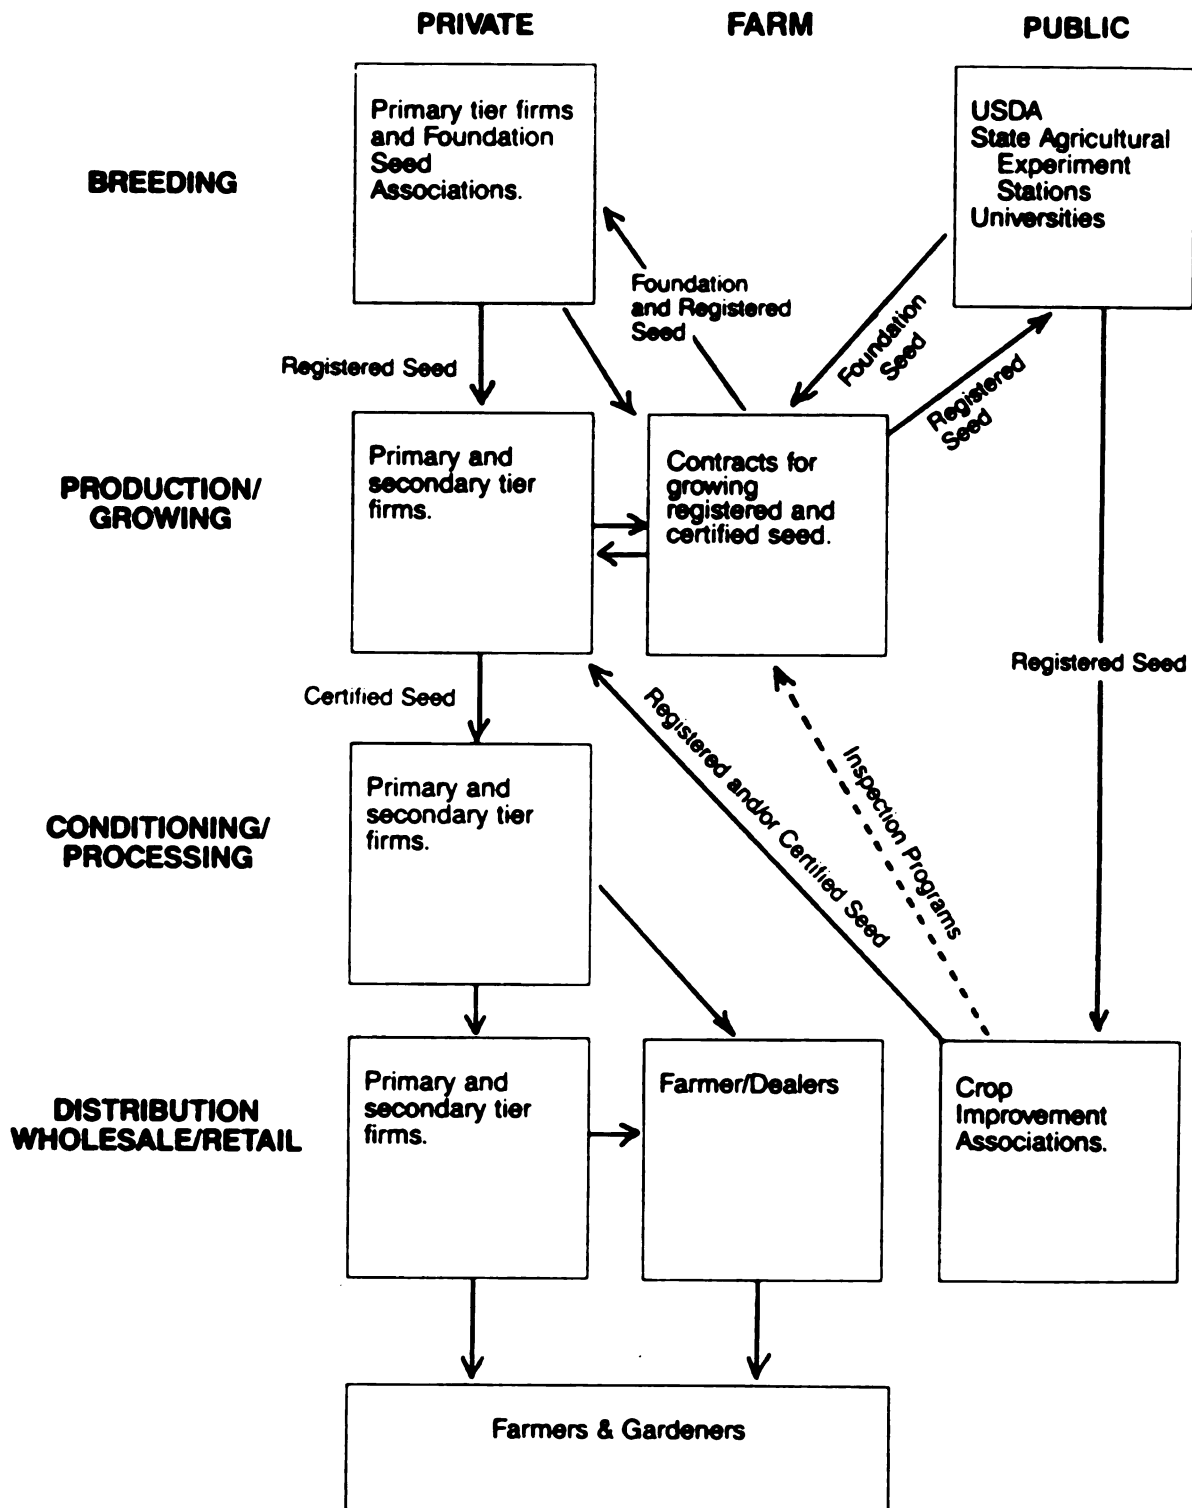 PRIVATE
FARM
PUBLIC
BREEDING
Primary tier firms
and Foundation
Seed
Associations.
USDA
State Agricultural
Experiment
Stations
Universities
Foundation
and Registered
Seed
Foundation
Seed
Registered Seed
Registered
Seed
PRODUCTION/
GROWING
Primary and
secondary tier
firms.
Contracts for
growing
registered and
certified seed.
Registered Seed
Certified Seed
Registered and/or Certified Seed
Inspection Programs
CONDITIONING/
PROCESSING
Primary and
secondary tier
firms.
DISTRIBUTION
WHOLESALE/RETAIL
Primary and
secondary tier
firms.
Farmer/Dealers
Crop
Improvement
Associations.
Farmers & Gardeners